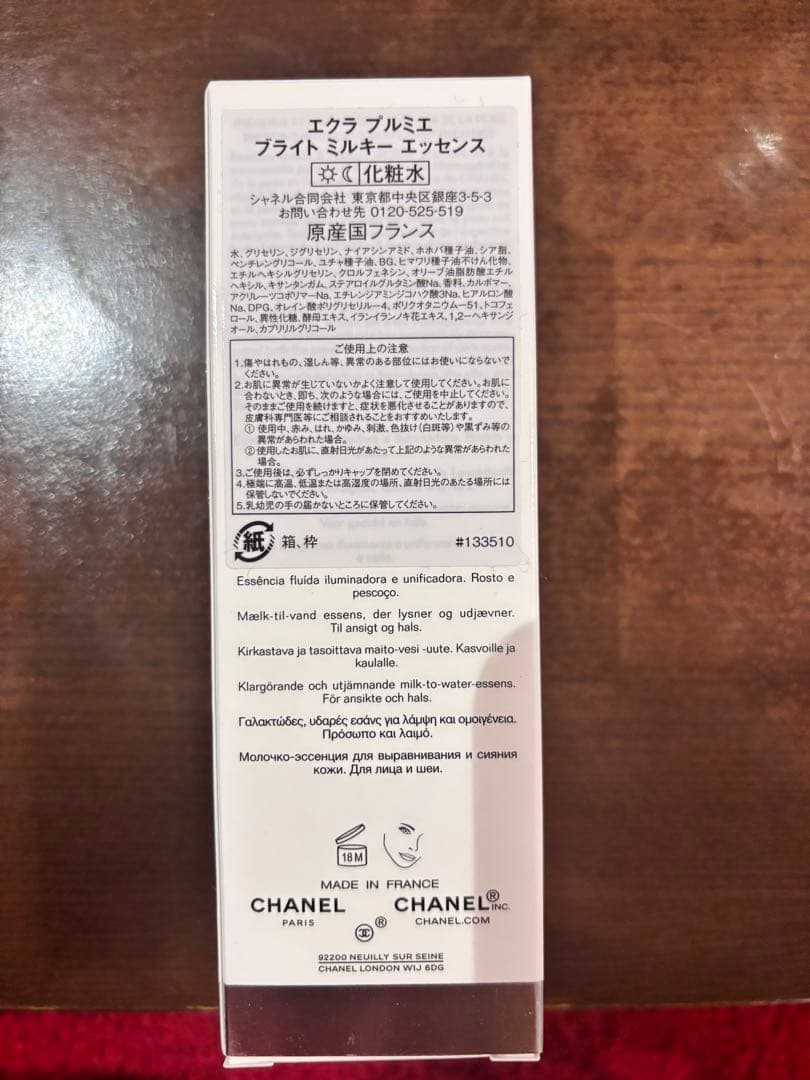 エクラ プルミエ
ブライト ミルキー エッセンス
化粧水
シャネル合同会社 東京都中央区銀座3-5-3
お問い合わせ先 0120-525-519
原産国フランス
水、グリセリン、ジグリセリン、ナイアシンアミド、ホホバ種子油、シア脂、
ペンチレングリコール、ユチャ種子油、BG、ヒマワリ種子油不けん化物、
エチルヘキシルグリセリン、クロルフェネシン、オリーブ油脂肪酸エチル
ヘキシル、キサンタンガム、ステアロイルグルタミン酸Na、香料、カルボマー、
アクリレーツコポリマーNa、エチレンジアミンジコハク酸3Na、ヒアルロン酸
Na、DPG、オレイン酸ポリグリセリル-4、ポリクオタニウム-51、トコフェ
ロール、異性化糖、酵母エキス、イランイランノキ花エキス、1,2-ヘキサンジ
オール、カプリリルグリコール
ご使用上の注意
1.傷やはれもの、湿しん等、異常のある部位にはお使いにならないで
ください。
2.お肌に異常が生じていないかよく注意して使用してください。お肌に
合わないとき、即ち、次のような場合には、ご使用を中止してください。
そのままご使用を続けますと、症状を悪化させることがありますので、
皮膚科専門医等にご相談されることをおすすめいたします。
① 使用中、赤み、はれ、かゆみ、刺激、色抜け(白斑等)や黒ずみ等の
異常があらわれた場合。
② 使用したお肌に、直射日光があたって上記のような異常があらわれた
場合。
3.ご使用後は、必ずしっかりキャップを閉めてください。
4.極端に高温、低温または高湿度の場所、直射日光のあたる場所には
保管しないでください。
5.乳幼児の手の届かないところに保管してください。
紙 箱、枠 #133510
Essência fluída iluminadora e unificadora. Rosto e
pescoço.
Mælk-til-vand essens, der lysner og udjævner.
Til ansigt og hals.
Kirkastava ja tasoittava maito-vesi -uute. Kasvoille ja
kaulalle.
Klargörande och utjämnande milk-to-water-essens.
För ansikte och hals.
Γαλακτώδες, υδαρές εσάνς για λάμψη και ομοιγένεια.
Πρόσωπο και λαιμό.
Молочко-эссенция для выравнивания и сияния
кожи. Для лица и шеи.
18 M
MADE IN FRANCE
CHANEL CHANEL® INC.
PARIS ® CHANEL.COM
92200 NEUILLY SUR SEINE
CHANEL LONDON W1J 6DG